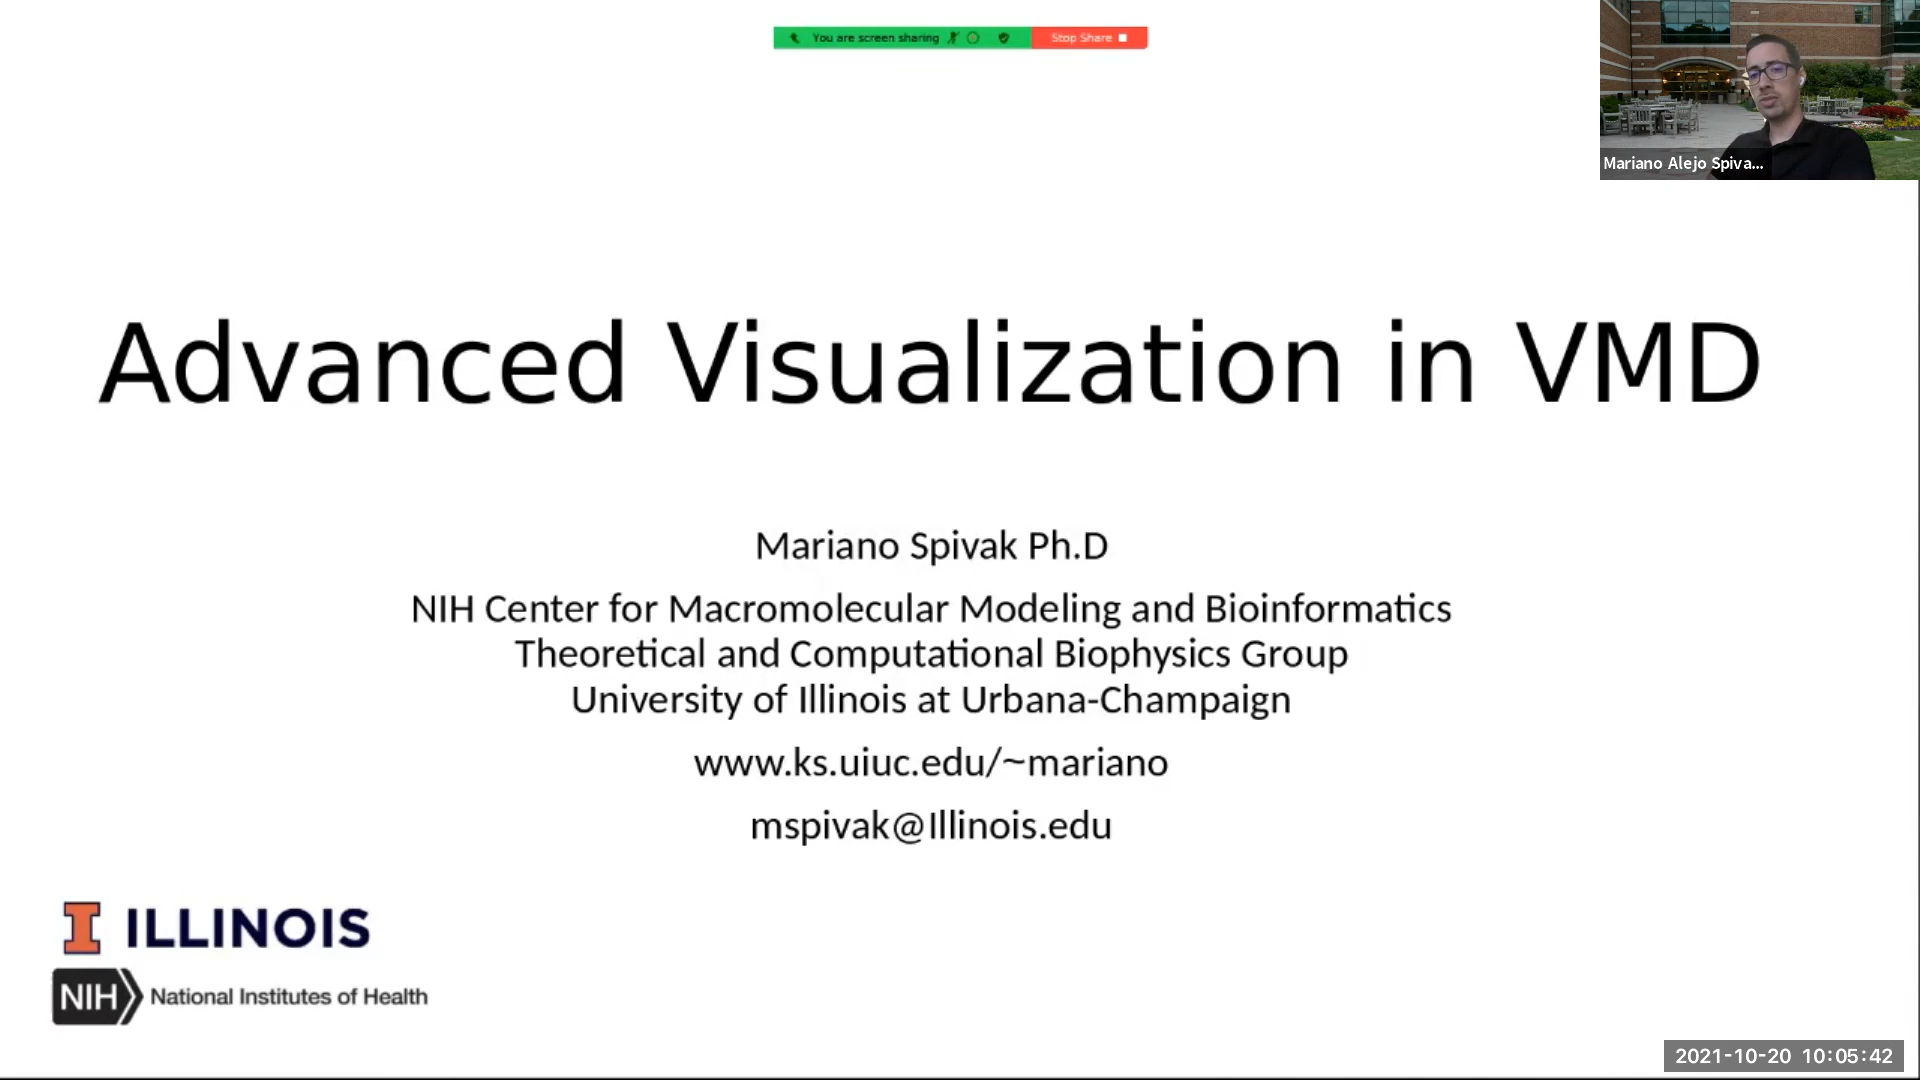 You are screen sharing
Stop Share
Mariano Alejo Spiva...
Advanced Visualization in VMD
Mariano Spivak Ph.D
NIH Center for Macromolecular Modeling and Bioinformatics
Theoretical and Computational Biophysics Group
University of Illinois at Urbana-Champaign
www.ks.uiuc.edu/~mariano
mspivak@Illinois.edu
I ILLINOIS
NIH National Institutes of Health
2021-10-20 10:05:42